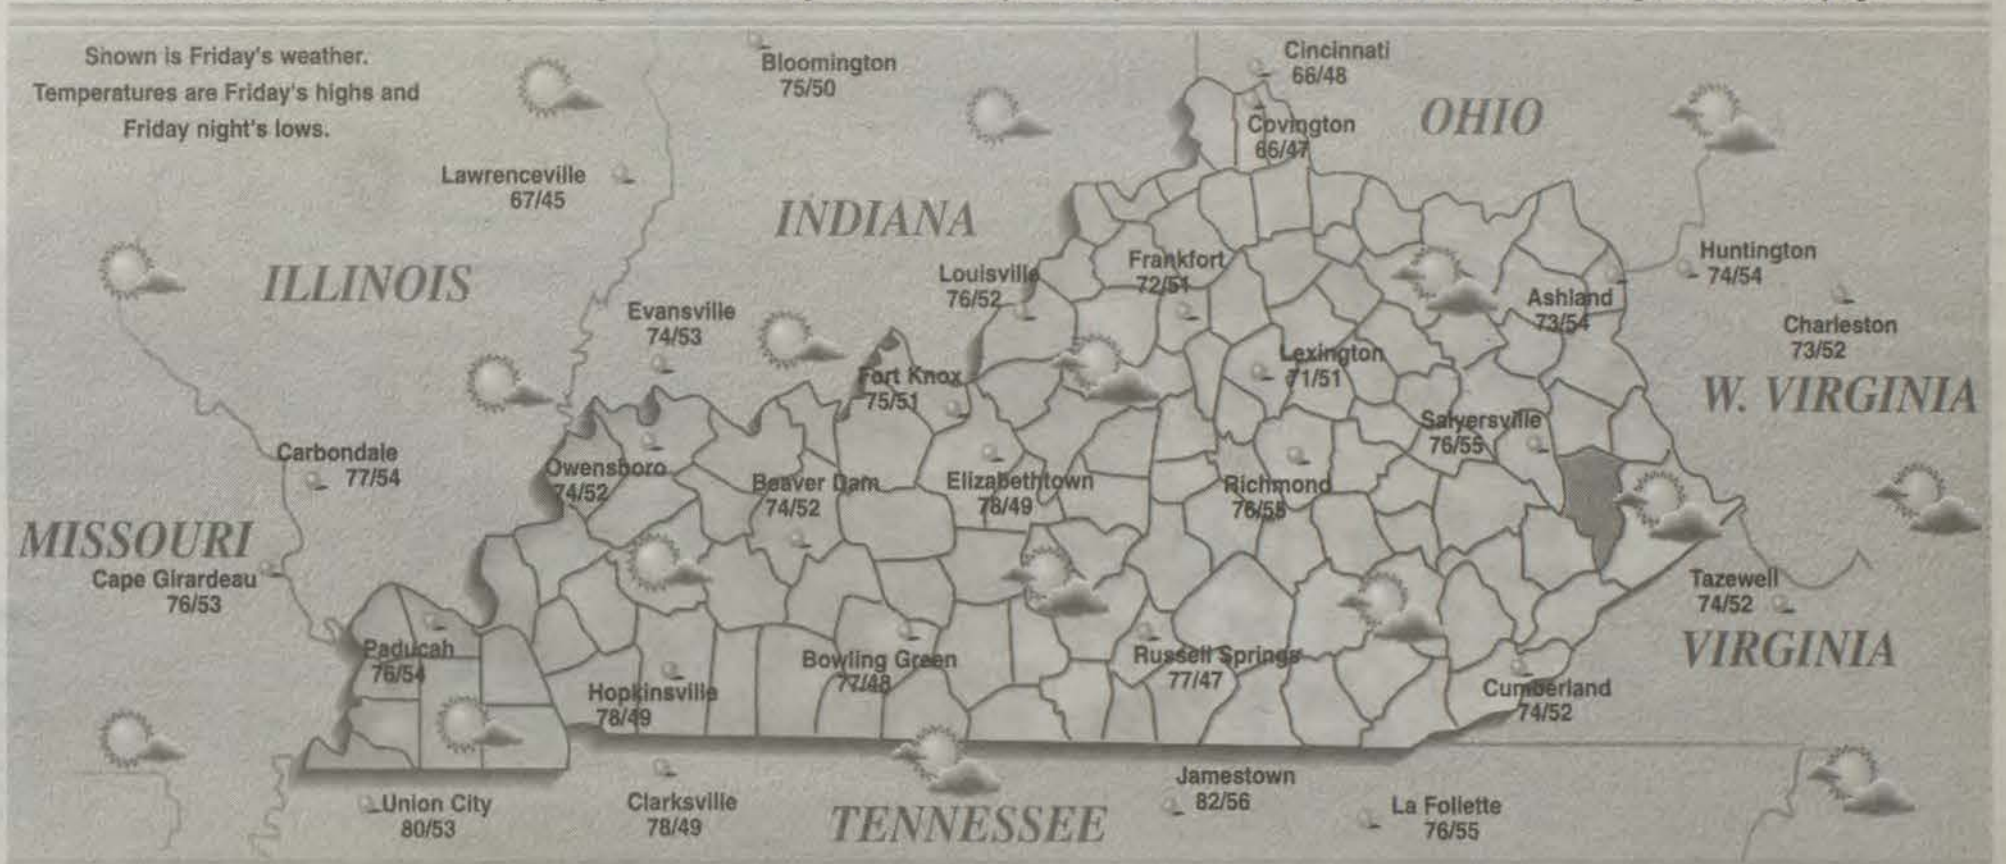 Shown is Friday's weather.
Temperatures are Friday's highs and
Friday night's lows.
Bloomington
75/50
Cincinnati
66/48
Covington
66/47
OHIO
Lawrenceville
67/45
INDIANA
ILLINOIS
Evansville
74/53
Louisville
76/52
Frankfort
72/51
Huntington
74/54
Ashland
73/54
Charleston
73/52
Lexington
71/51
Fort Knox
75/51
W. VIRGINIA
Salyersville
76/55
Carbondale
77/54
Owensboro
74/52
Beaver Dam
74/52
Elizabethtown
78/49
Richmond
MISSOURI
Cape Girardeau
76/53
Tazewell
74/52
VIRGINIA
Paducah
76/54
Bowling Green
77/48
Russell Springs
77/47
Hopkinsville
78/49
Cumberland
74/52
Union City
80/53
Clarksville
78/49
TENNESSEE
Jamestown
82/56
La Follette
76/55